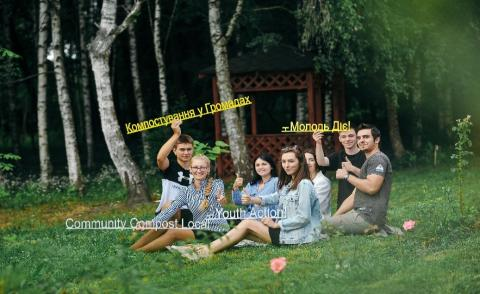 Компостування у Громадах
– Молодь Діє!
Community Compost Local
– Youth Action!